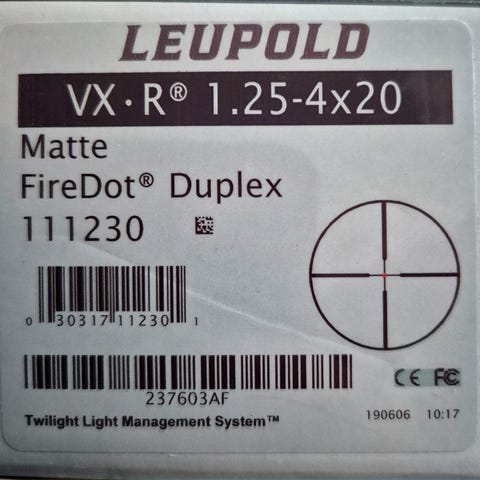 LEUPOLD
VX·R® 1.25-4x20
Matte
FireDot® Duplex
111230
0 30317 11230 1
237603AF
CE FC
Twilight Light Management System™
190606 10:17